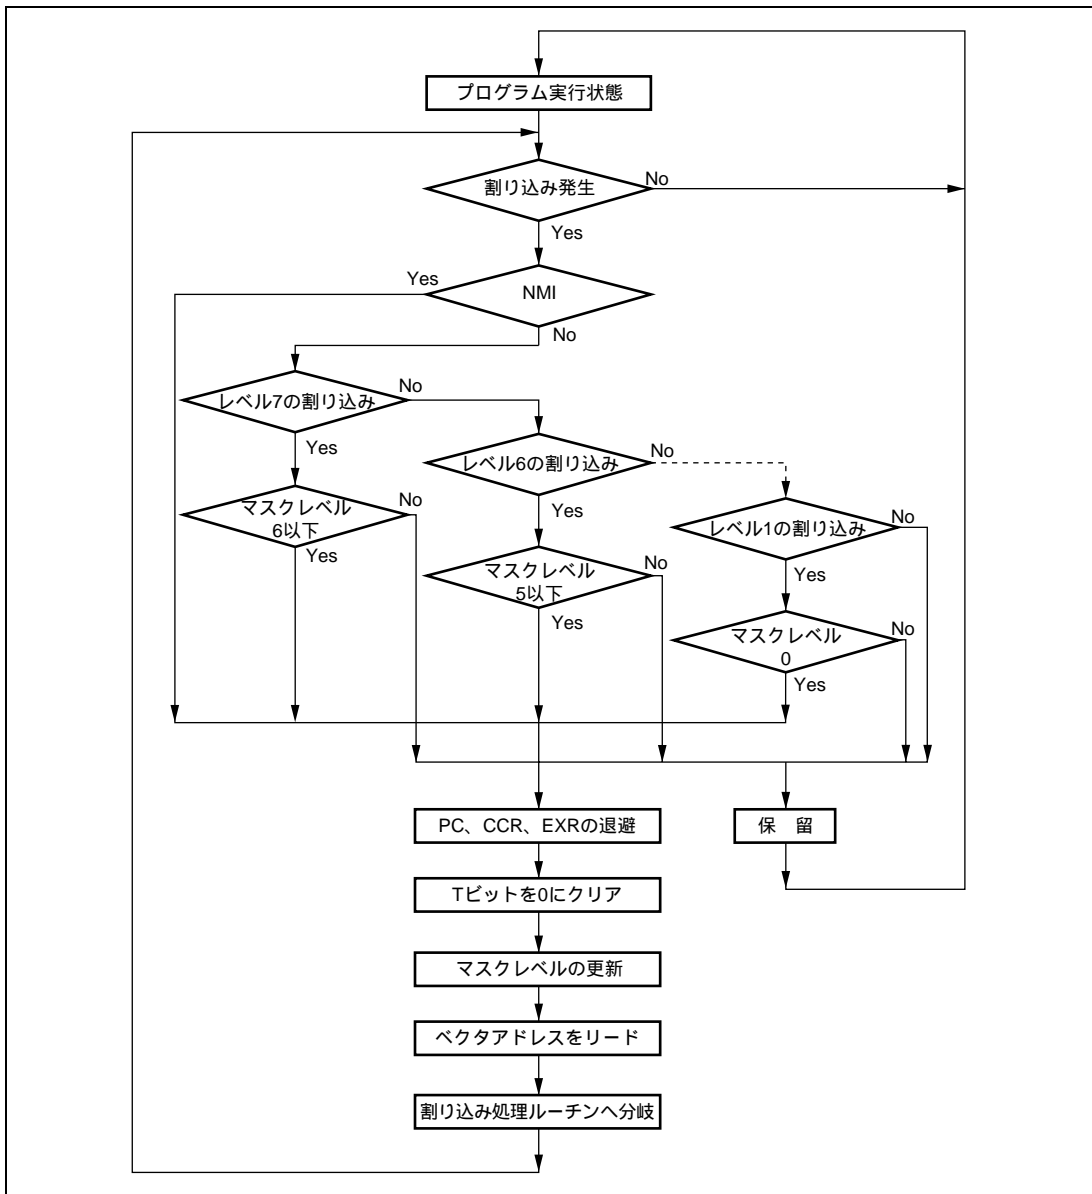 プログラム実行状態
割り込み発生
No
Yes
Yes
NMI
No
レベル7の割り込み
No
Yes
レベル6の割り込み
No
Yes
マスクレベル
6以下
No
Yes
レベル1の割り込み
No
Yes
マスクレベル
5以下
No
Yes
マスクレベル
0
No
Yes
PC、CCR、EXRの退避
保 留
Tビットを0にクリア
マスクレベルの更新
ベクタアドレスをリード
割り込み処理ルーチンへ分岐